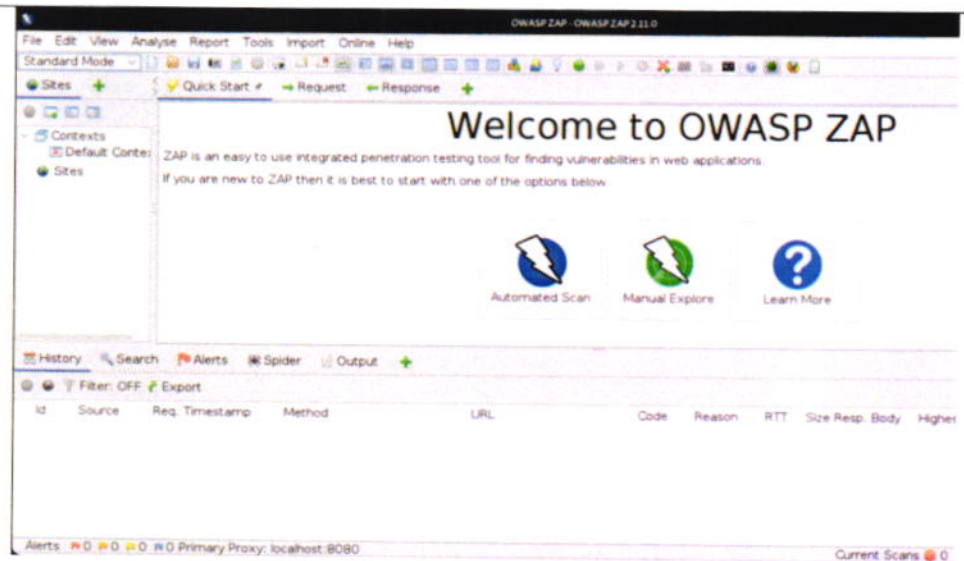 OWASP ZAP - OWASP ZAP 2.11.0
File Edit View Analyse Report Tools Import Online Help
Standard Mode
Sites
Quick Start
Request
Response
Contexts
Default Contex
Sites
Welcome to OWASP ZAP
ZAP is an easy to use integrated penetration testing tool for finding vulnerabilities in web applications.
If you are new to ZAP then it is best to start with one of the options below.
Automated Scan
Manual Explore
Learn More
History Search Alerts Spider Output
Filter: OFF Export
Id Source Req. Timestamp Method URL Code Reason RTT Size Resp. Body Highes
Alerts 0 0 0 0 Primary Proxy: localhost:8080
Current Scans 0